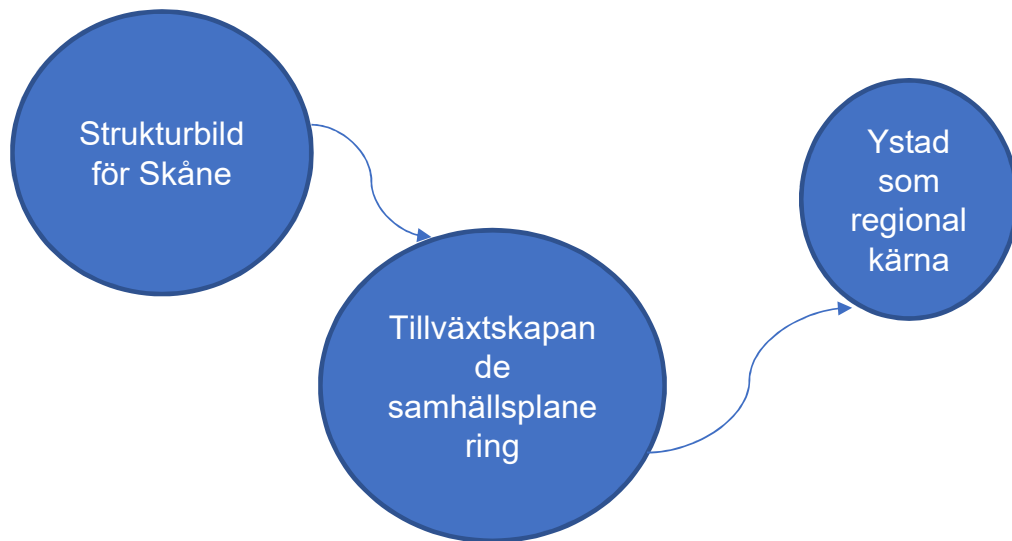 Strukturbild
för Skåne
Tillväxtskapan
de
samhällsplane
ring
Ystad
som
regional
kärna